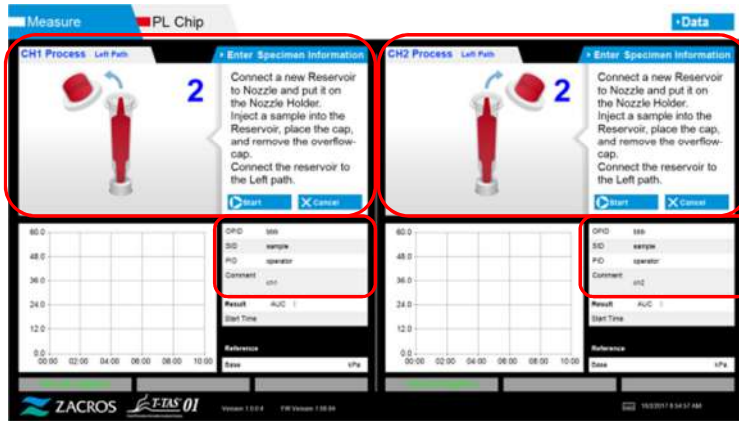 Measure
PL Chip
Data
CH1 Process Left Path
Enter Specimen Information
2
Connect a new Reservoir
to Nozzle and put it on
the Nozzle Holder.
Inject a sample into the
Reservoir, place the cap,
and remove the overflow-
cap.
Connect the reservoir to
the Left path.
Start
Cancel
CH2 Process Left Path
Enter Specimen Information
2
Connect a new Reservoir
to Nozzle and put it on
the Nozzle Holder.
Inject a sample into the
Reservoir, place the cap,
and remove the overflow-
cap.
Connect the reservoir to
the Left path.
Start
Cancel
60.0
48.0
36.0
24.0
12.0
0.0
00:00 02:00 04:00 06:00 08:00 10:00
OPID
SID sample
PID operator
Comment
ch1
Result AUC :
Start Time
Reference
Base kPa
60.0
48.0
36.0
24.0
12.0
0.0
00:00 02:00 04:00 06:00 08:00 10:00
OPID
SID sample
PID operator
Comment
ch2
Result AUC :
Start Time
Reference
Base kPa
ZACROS T-TAS 01